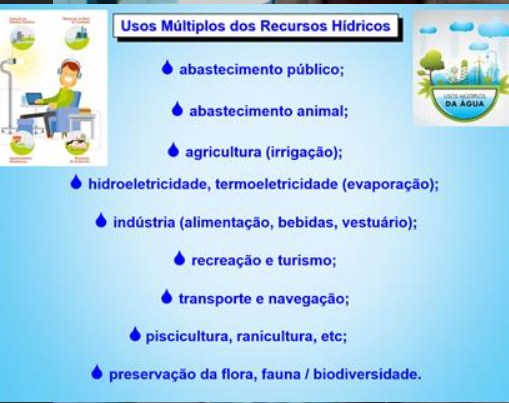 Usos Múltiplos dos Recursos Hídricos
abastecimento público;
abastecimento animal;
agricultura (irrigação);
hidroeletricidade, termoeletricidade (evaporação);
indústria (alimentação, bebidas, vestuário);
recreação e turismo;
transporte e navegação;
piscicultura, ranicultura, etc;
preservação da flora, fauna / biodiversidade.
USOS MÚLTIPLOS
DA ÁGUA